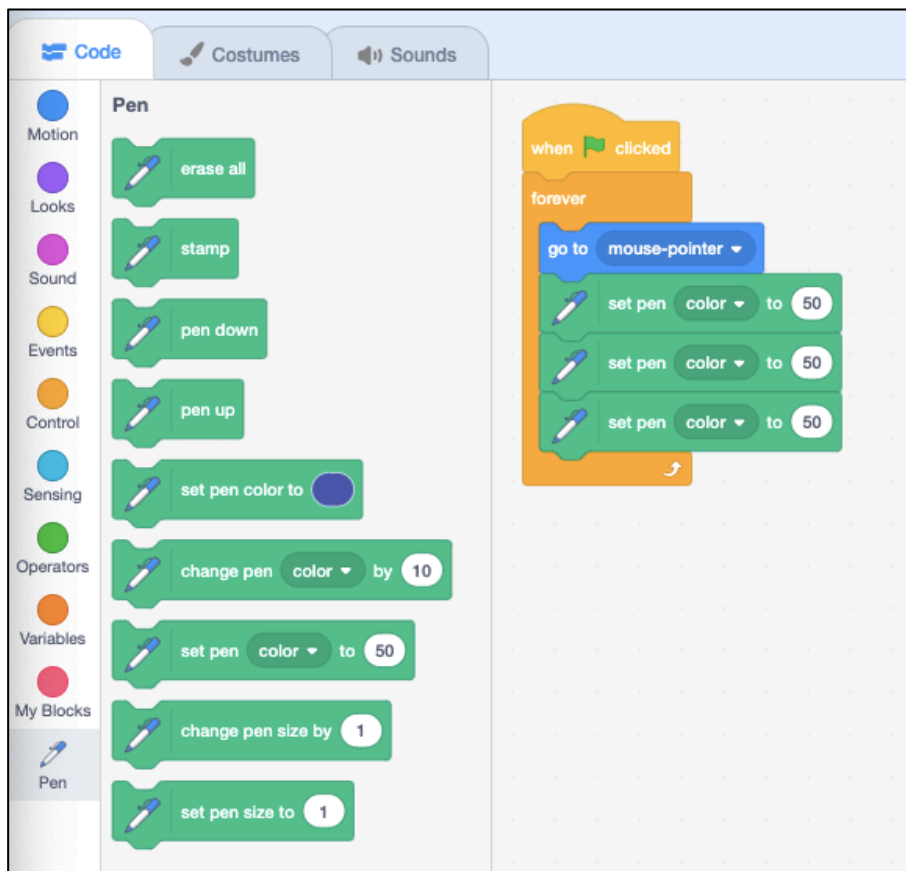 Code
Costumes
Sounds
Motion
Looks
Sound
Events
Control
Sensing
Operators
Variables
My Blocks
Pen
Pen
erase all
stamp
pen down
pen up
set pen color to
change pen color by 10
set pen color to 50
change pen size by 1
set pen size to 1
when clicked
forever
go to mouse-pointer
set pen color to 50
set pen color to 50
set pen color to 50